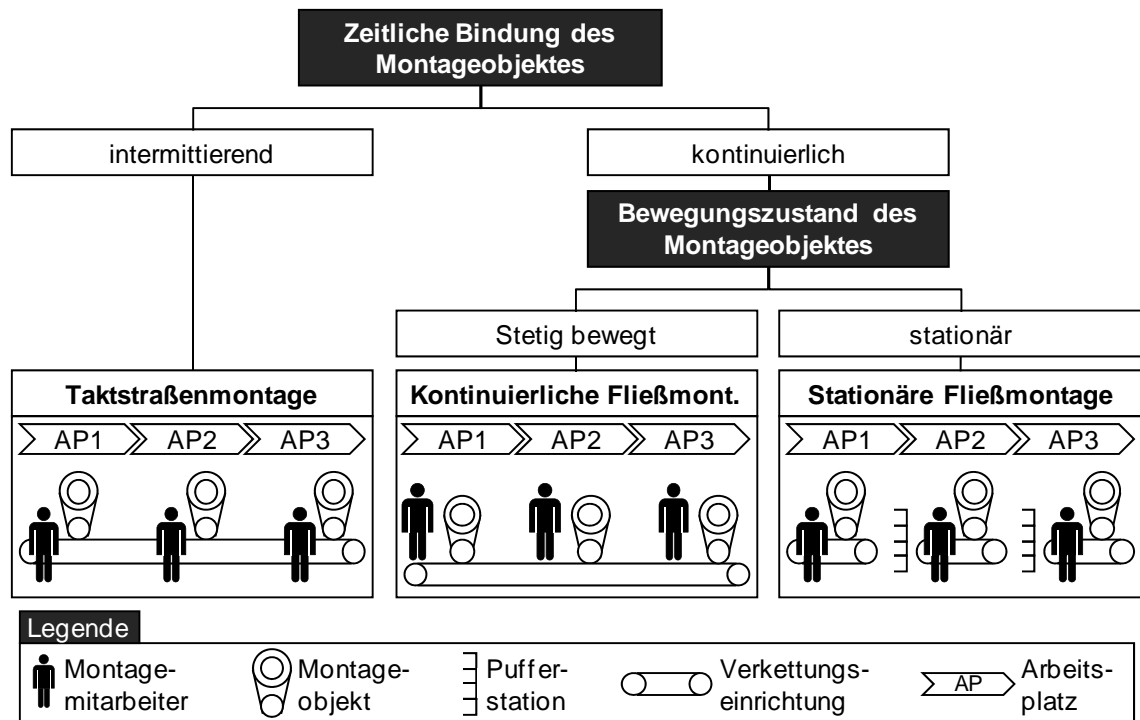 Zeitliche Bindung des
Montageobjektes
intermittierend
kontinuierlich
Bewegungszustand des
Montageobjektes
Stetig bewegt
stationär
Taktstraßenmontage
Kontinuierliche Fließmont.
Stationäre Fließmontage
AP1 AP2 AP3
AP1 AP2 AP3
AP1 AP2 AP3
Legende
Montage-
mitarbeiter
Montage-
objekt
Puffer-
station
Verkettungs-
einrichtung
AP
Arbeits-
platz